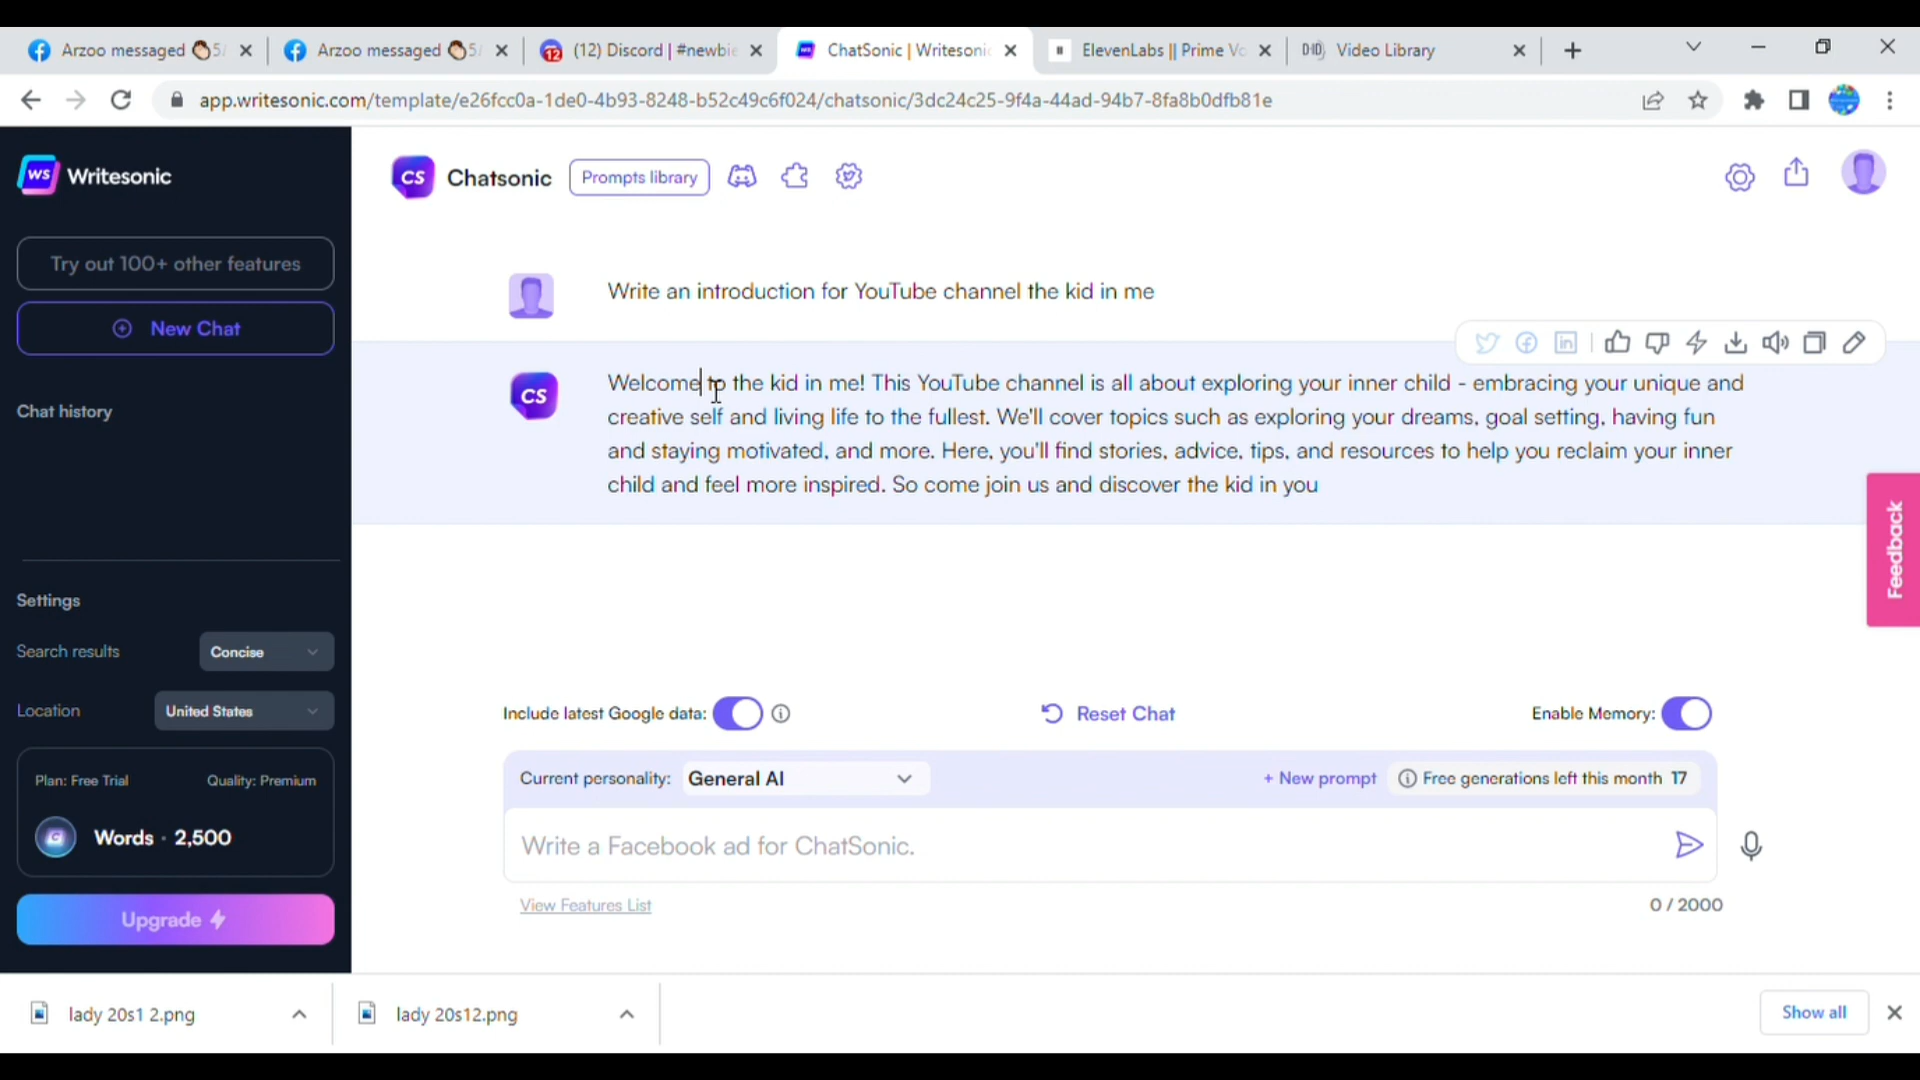 Arzoo messaged 5/
Arzoo messaged 5/
12 (12) Discord | #newbie
ChatSonic | Writesonic
ElevenLabs || Prime Vo
D-ID Video Library
app.writesonic.com/template/e26fcc0a-1de0-4b93-8248-b52c49c6f024/chatsonic/3dc24c25-9f4a-44ad-94b7-8fa8b0dfb81e
WS Writesonic
CS Chatsonic Prompts library
Try out 100+ other features
New Chat
Chat history
Write an introduction for YouTube channel the kid in me
in
CS
Welcome to the kid in me! This YouTube channel is all about exploring your inner child - embracing your unique and
creative self and living life to the fullest. We'll cover topics such as exploring your dreams, goal setting, having fun
and staying motivated, and more. Here, you'll find stories, advice, tips, and resources to help you reclaim your inner
child and feel more inspired. So come join us and discover the kid in you
Feedback
Settings
Search results Concise
Location United States
Plan: Free Trial Quality: Premium
Words · 2,500
Upgrade
Include latest Google data:
Reset Chat
Enable Memory:
Current personality: General AI
+ New prompt
Free generations left this month 17
Write a Facebook ad for ChatSonic.
View Features List
0 / 2000
lady 20s1 2.png
lady 20s12.png
Show all